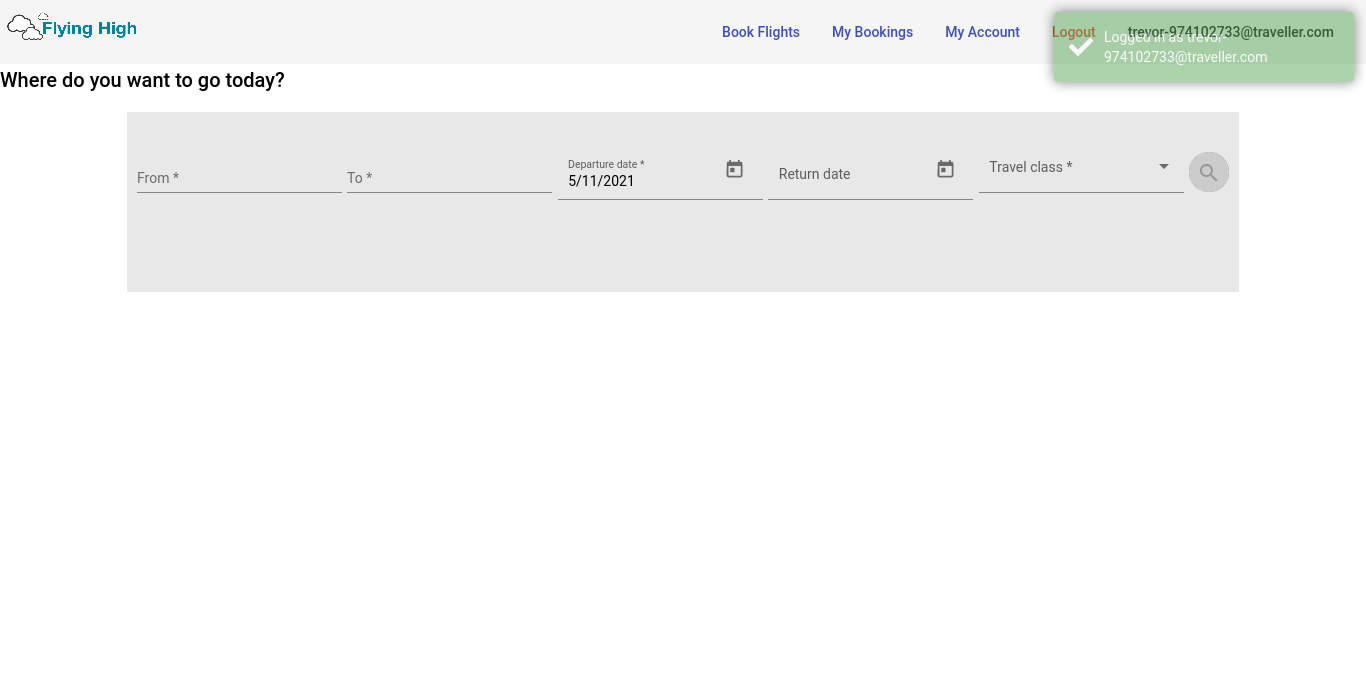 Flying High
Book Flights
My Bookings
My Account
Logout
trevor-974102733@traveller.com
Logged in as trevor-
974102733@traveller.com
Where do you want to go today?
From *
To *
Departure date *
5/11/2021
Return date
Travel class *